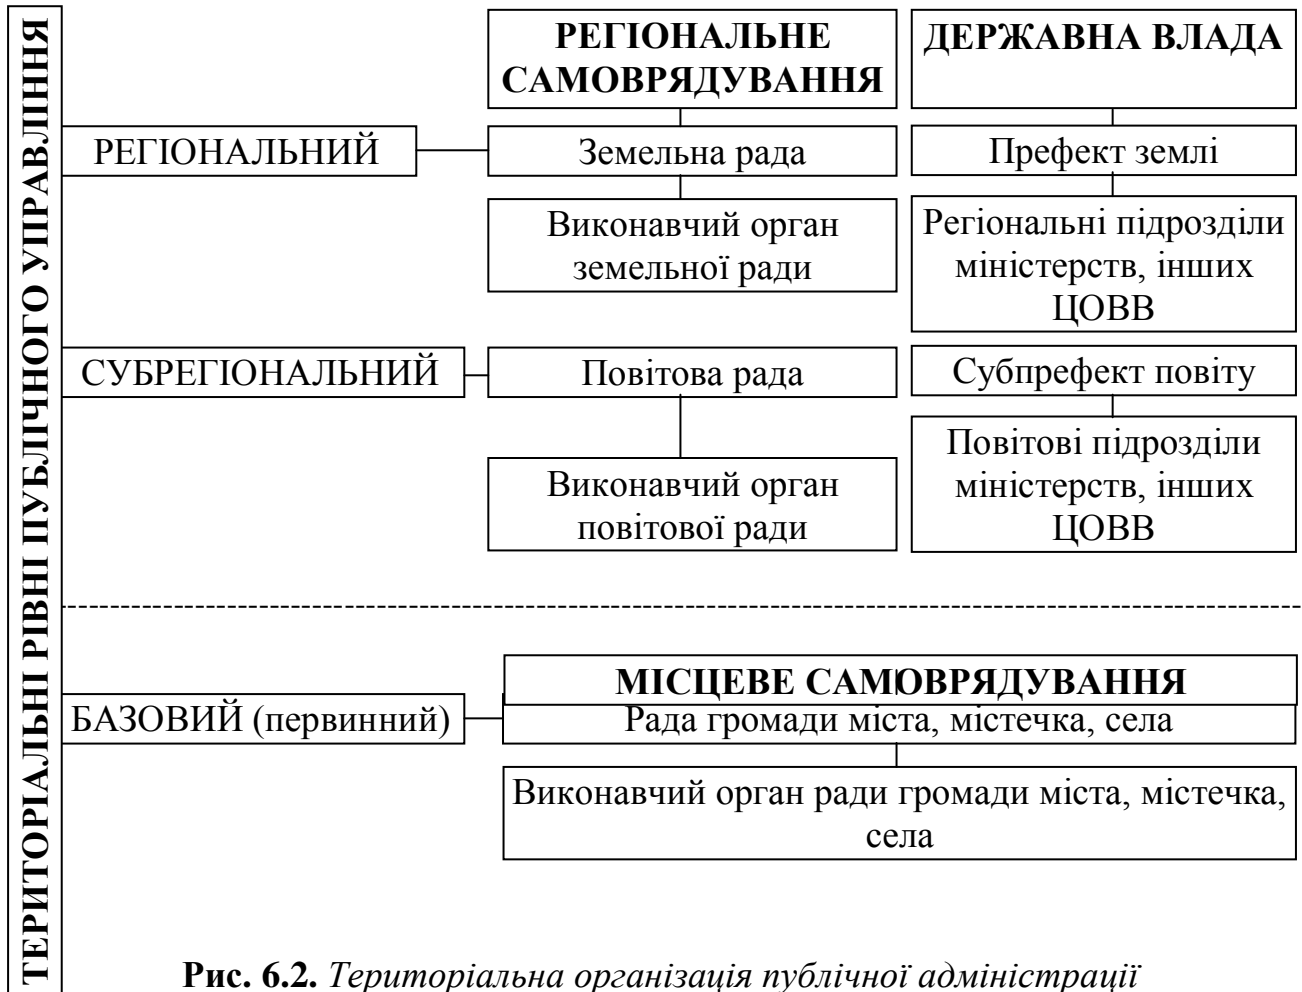 ТЕРИТОРІАЛЬНІ РІВНІ ПУБЛІЧНОГО УПРАВЛІННЯ
РЕГІОНАЛЬНЕ
САМОВРЯДУВАННЯ
ДЕРЖАВНА ВЛАДА
РЕГІОНАЛЬНИЙ
Земельна рада
Префект землі
Виконавчий орган
земельної ради
Регіональні підрозділи
міністерств, інших
ЦОВВ
СУБРЕГІОНАЛЬНИЙ
Повітова рада
Субпрефект повіту
Виконавчий орган
повітової ради
Повітові підрозділи
міністерств, інших
ЦОВВ
МІСЦЕВЕ САМОВРЯДУВАННЯ
БАЗОВИЙ (первинний)
Рада громади міста, містечка, села
Виконавчий орган ради громади міста, містечка,
села
Рис. 6.2. Територіальна організація публічної адміністрації